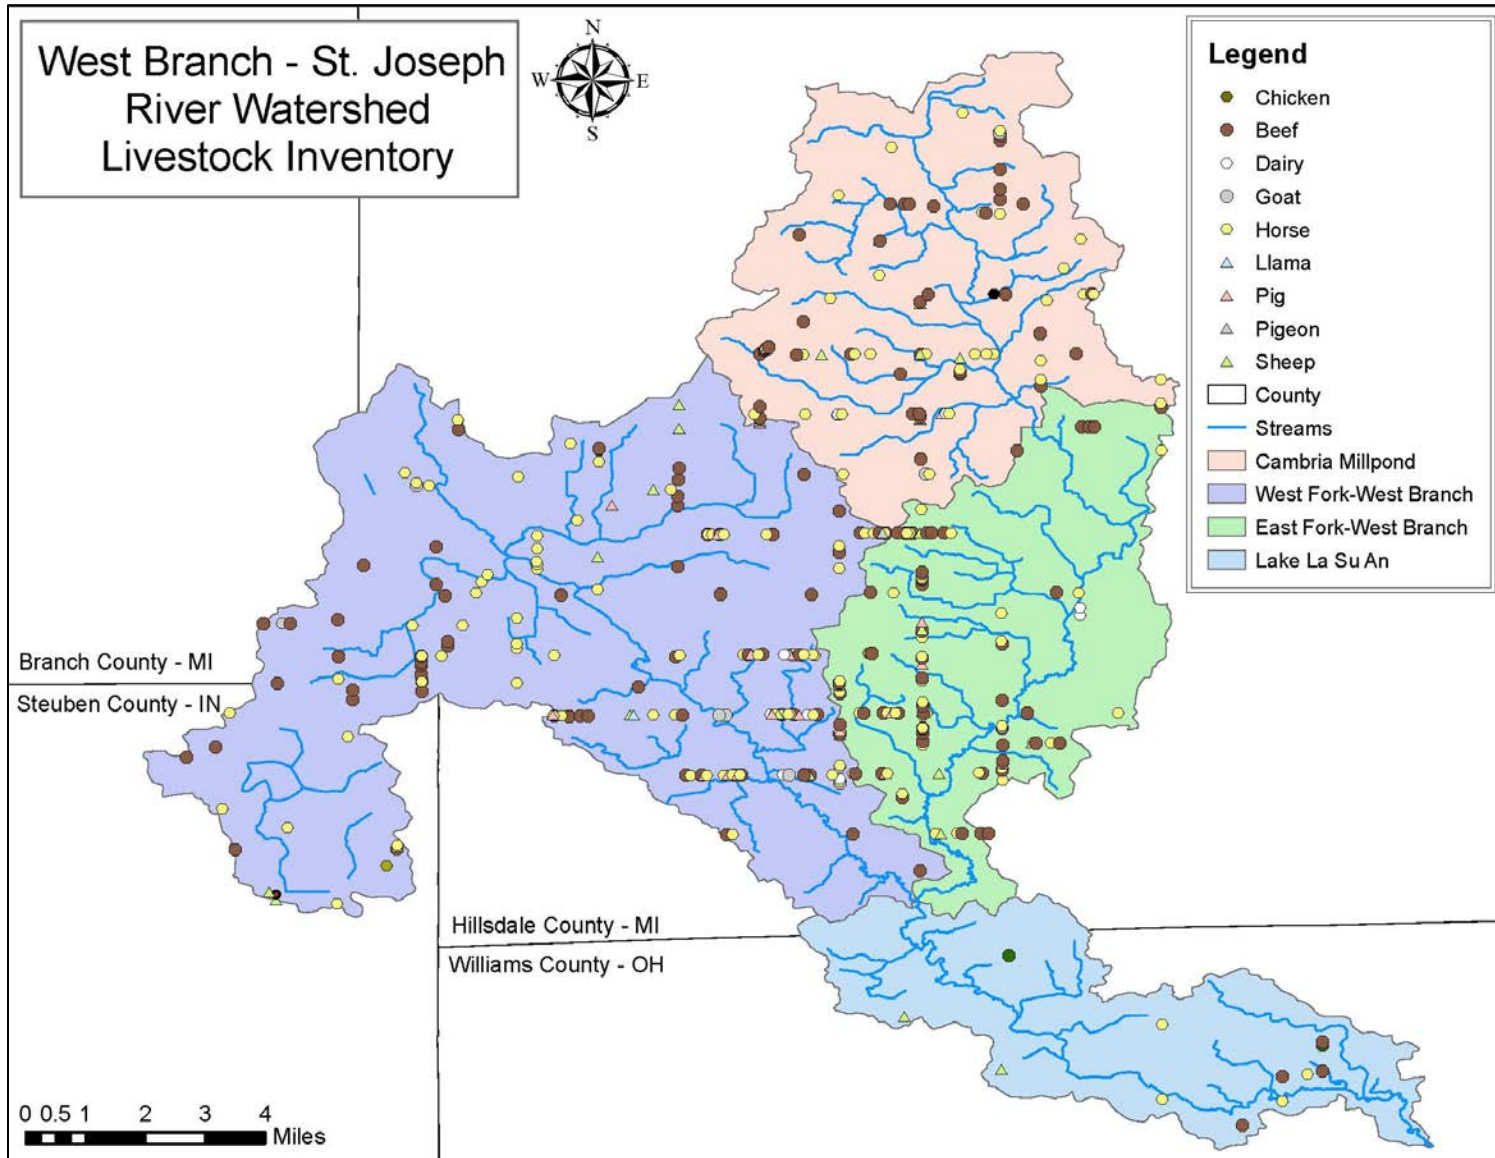 West Branch - St. Joseph
River Watershed
Livestock Inventory
N
W
E
S
Legend
Chicken
Beef
Dairy
Goat
Horse
Llama
Pig
Pigeon
Sheep
County
Streams
Cambria Millpond
West Fork-West Branch
East Fork-West Branch
Lake La Su An
Branch County - MI
Steuben County - IN
Hillsdale County - MI
Williams County - OH
0 0.5 1 2 3 4
Miles